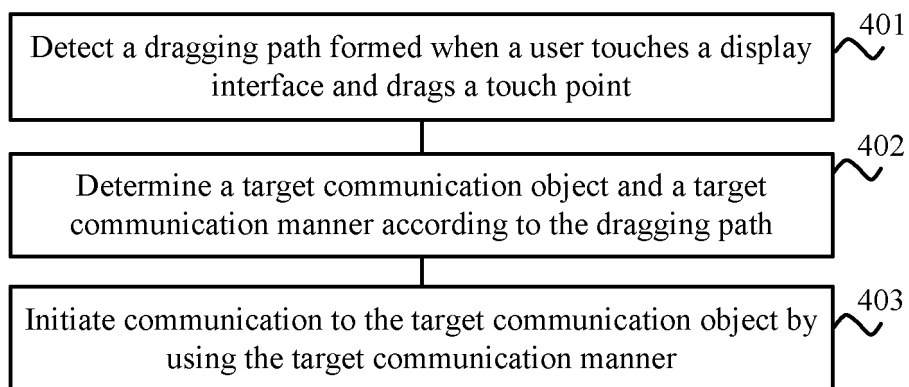 401
Detect a dragging path formed when a user touches a display
interface and drags a touch point
402
Determine a target communication object and a target
communication manner according to the dragging path
403
Initiate communication to the target communication object by
using the target communication manner